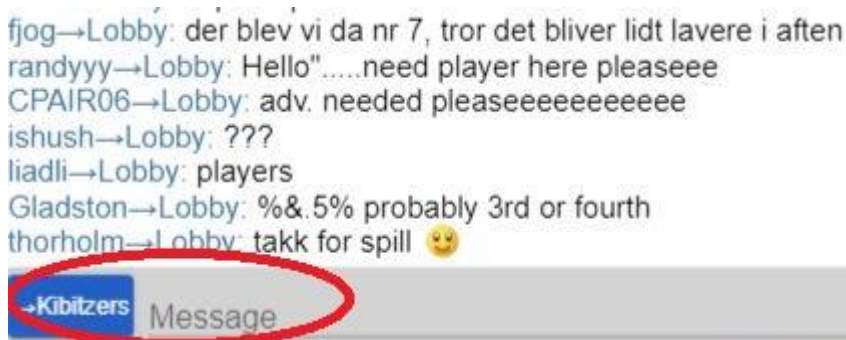 fjog→Lobby: der blev vi da nr 7, tror det bliver lidt lavere i aften
randyyy→Lobby: Hello".....need player here pleaseee
CPAIR06→Lobby: adv. needed pleaseeeeeeeeeee
ishush→Lobby: ???
liadli→Lobby: players
Gladston→Lobby: %&.5% probably 3rd or fourth
thorholm→Lobby: takk for spill
→Kibitzers Message